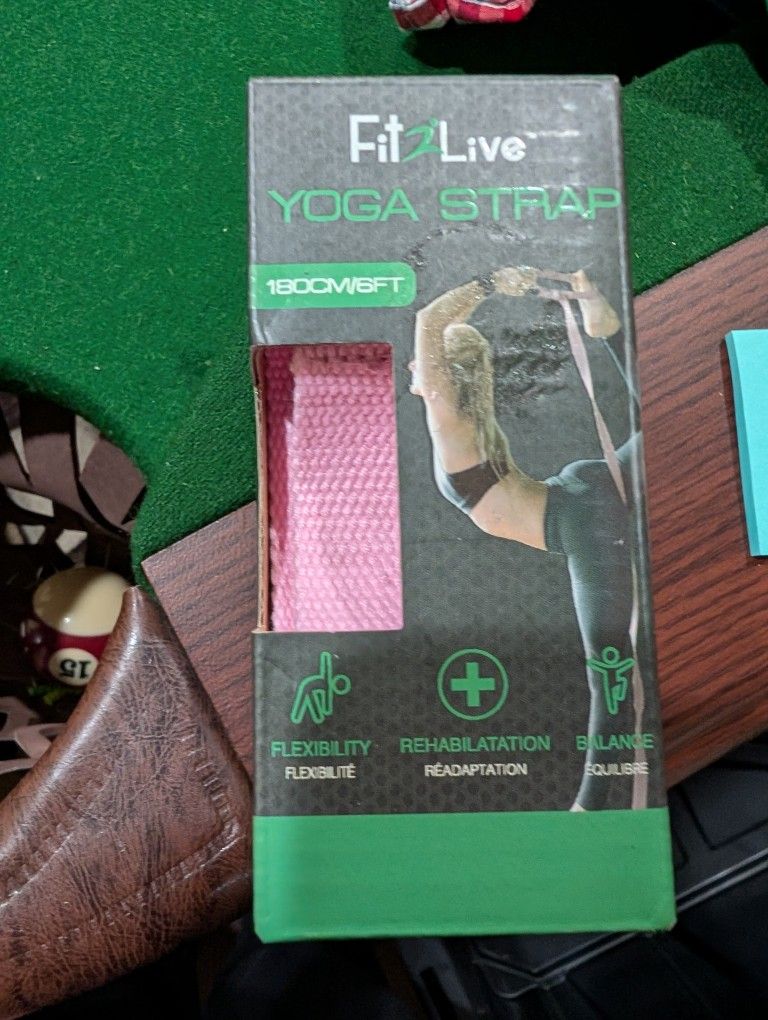 Fit2Live
YOGA STRAP
180CM/6FT
FLEXIBILITY
FLEXIBILITÉ
REHABILATATION
RÉADAPTATION
BALANCE
ÉQUILIBRE
15